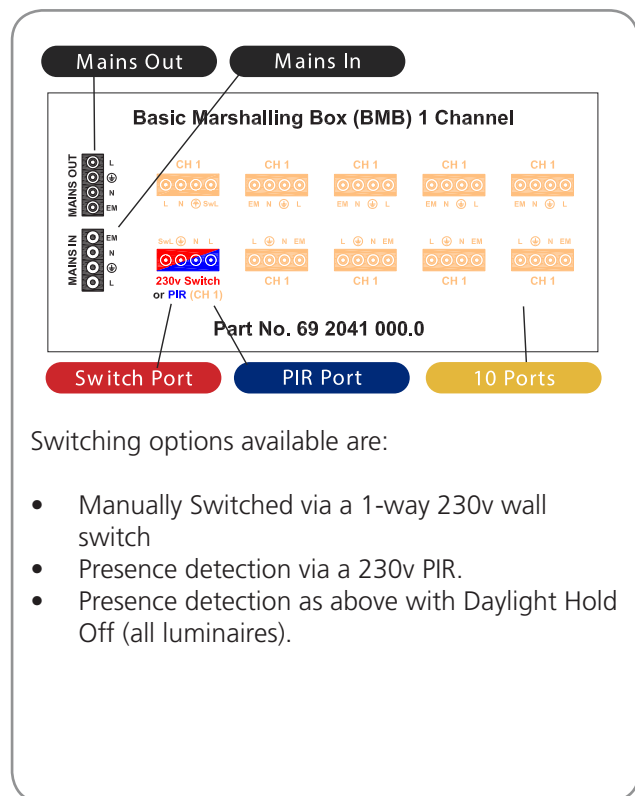 Mains Out
Mains In
Basic Marshalling Box (BMB) 1 Channel
MAINS OUT
L
⏚
N
EM
MAINS IN
EM
N
⏚
L
CH 1
L N ⏚ SwL
CH 1
EM N ⏚ L
CH 1
EM N ⏚ L
CH 1
EM N ⏚ L
CH 1
EM N ⏚ L
SwL ⏚ N L
230v Switch
or PIR (CH 1)
L ⏚ N EM
CH 1
L ⏚ N EM
CH 1
L ⏚ N EM
CH 1
L ⏚ N EM
CH 1
Part No. 69 2041 000.0
Switch Port
PIR Port
10 Ports
Switching options available are:
• Manually Switched via a 1-way 230v wall
switch
• Presence detection via a 230v PIR.
• Presence detection as above with Daylight Hold
Off (all luminaires).